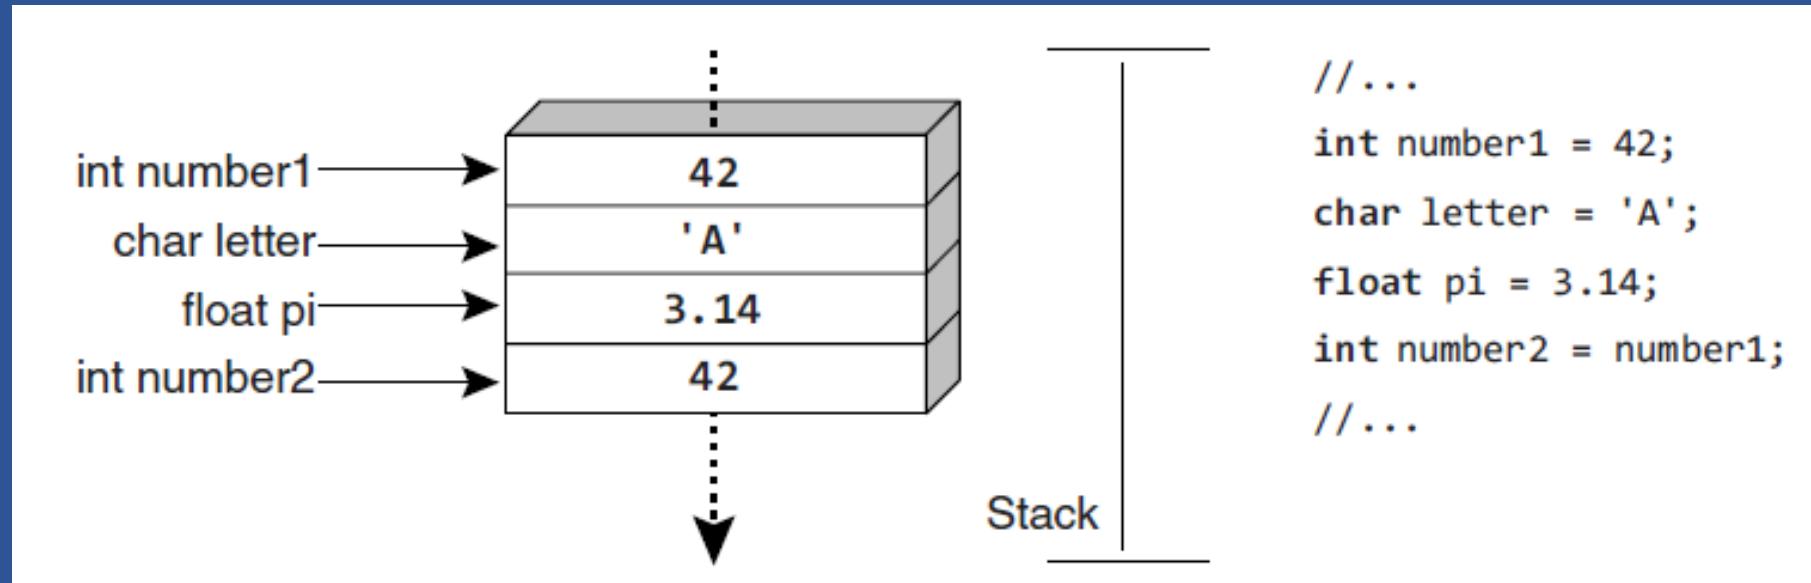 int number1
char letter
float pi
int number2
42
'A'
3.14
42
Stack
//...
int number1 = 42;
char letter = 'A';
float pi = 3.14;
int number2 = number1;
//...